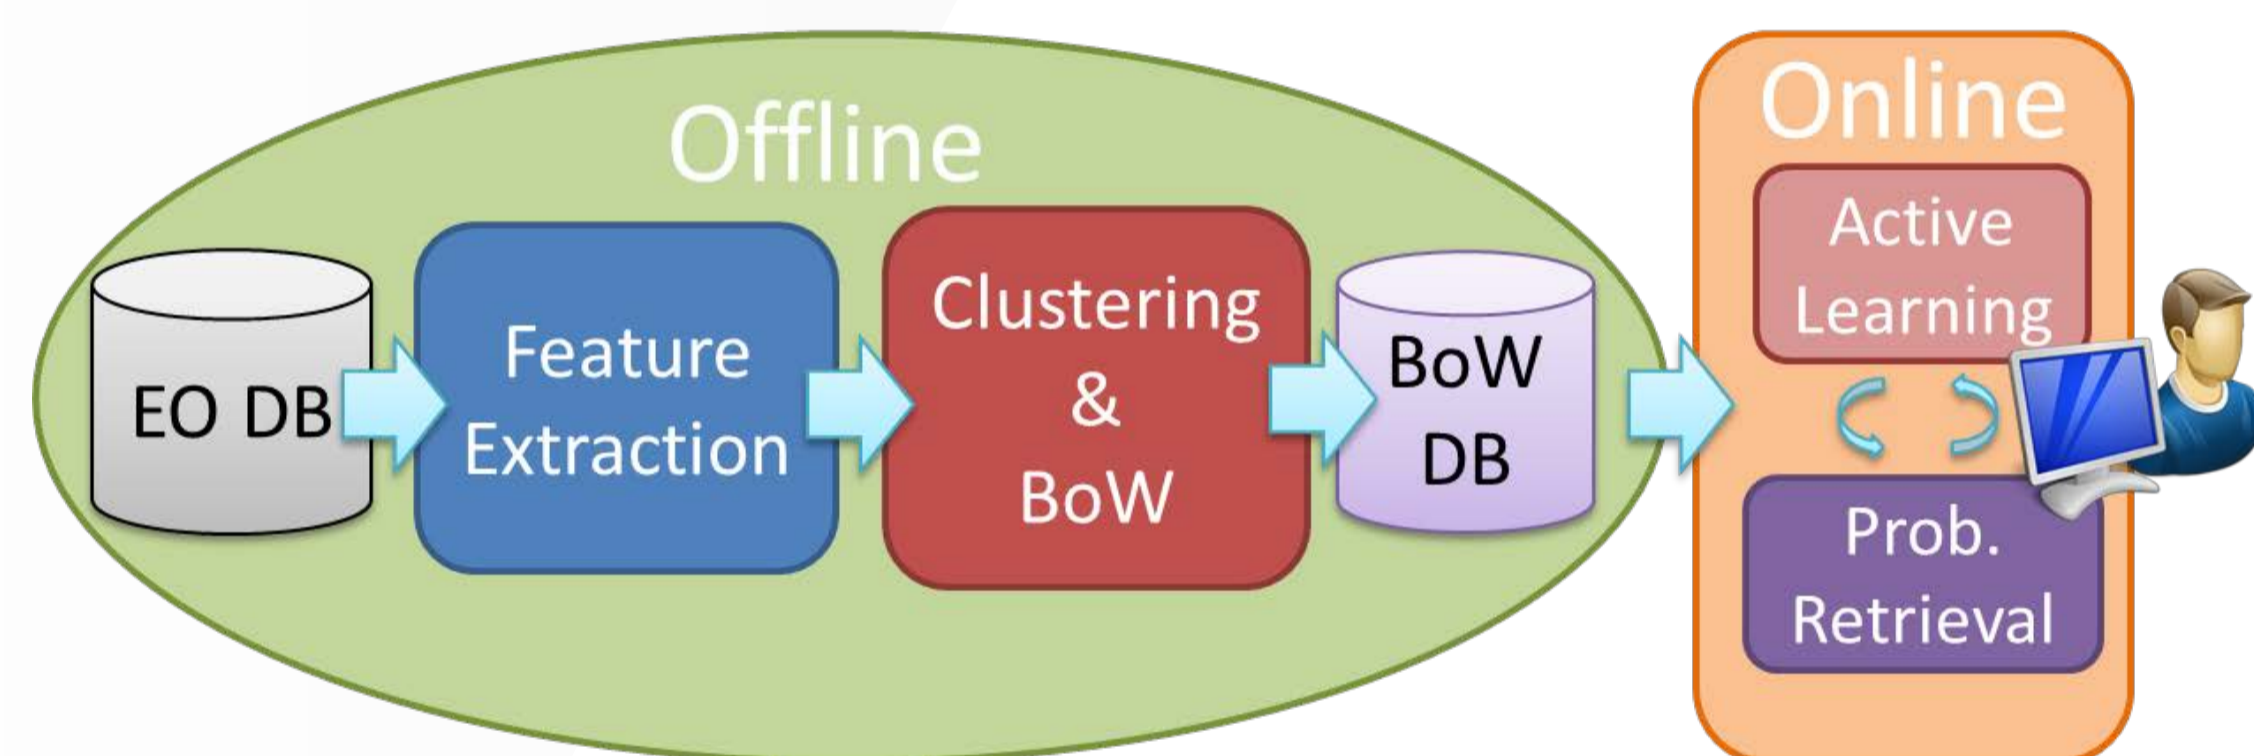 Offline
EO DB
Feature
Extraction
Clustering
&
BoW
BoW
DB
Online
Active
Learning
Prob.
Retrieval